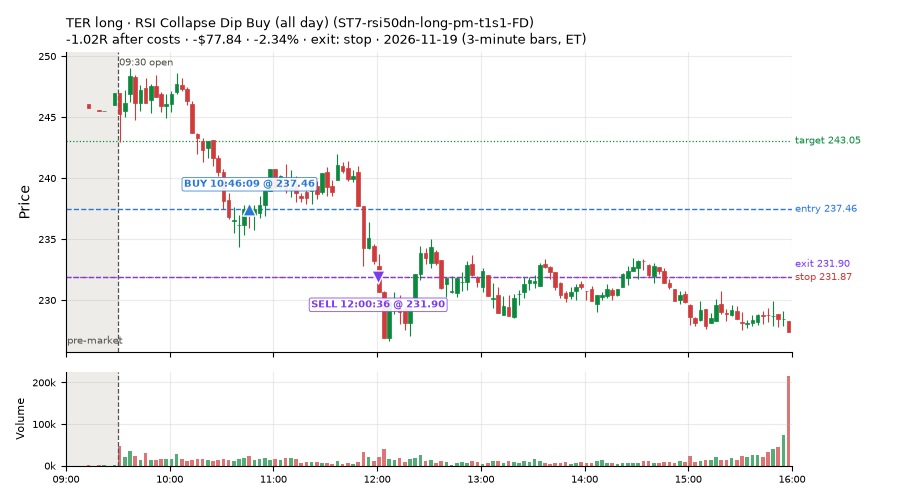 TER long · RSI Collapse Dip Buy (all day) (ST7-rsi50dn-long-pm-t1s1-FD)
-1.02R after costs · -$77.84 · -2.34% · exit: stop · 2026-11-19 (3-minute bars, ET)
250
09:30 open
245
target 243.05
240
BUY 10:46:09 @ 237.46
Price
entry 237.46
235
exit 231.90
stop 231.87
230
SELL 12:00:36 @ 231.90
pre-market
200k
Volume
100k
0k
09:00
10:00
11:00
12:00
13:00
14:00
15:00
16:00